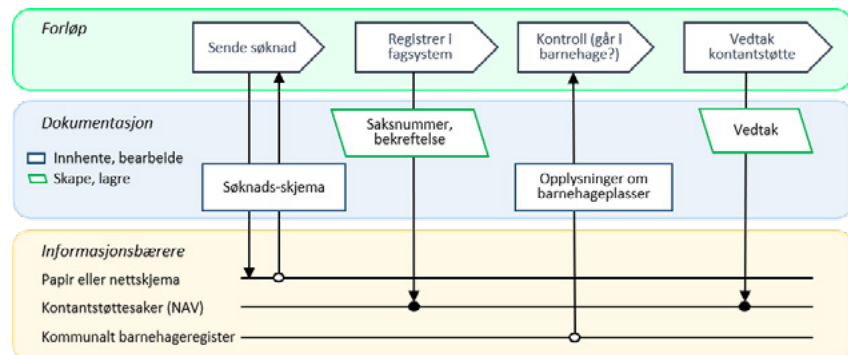 Forløp
Sende søknad
Registrer i
fagsystem
Kontroll (går i
barnehage?)
Vedtak
kontantstøtte
Dokumentasjon
Innhente, bearbeide
Skape, lagre
Søknads-skjema
Saksnummer,
bekreftelse
Opplysninger om
barnehageplasser
Vedtak
Informasjonsbærere
Papir eller nettskjema
Kontantstøttesaker (NAV)
Kommunalt barnehageregister